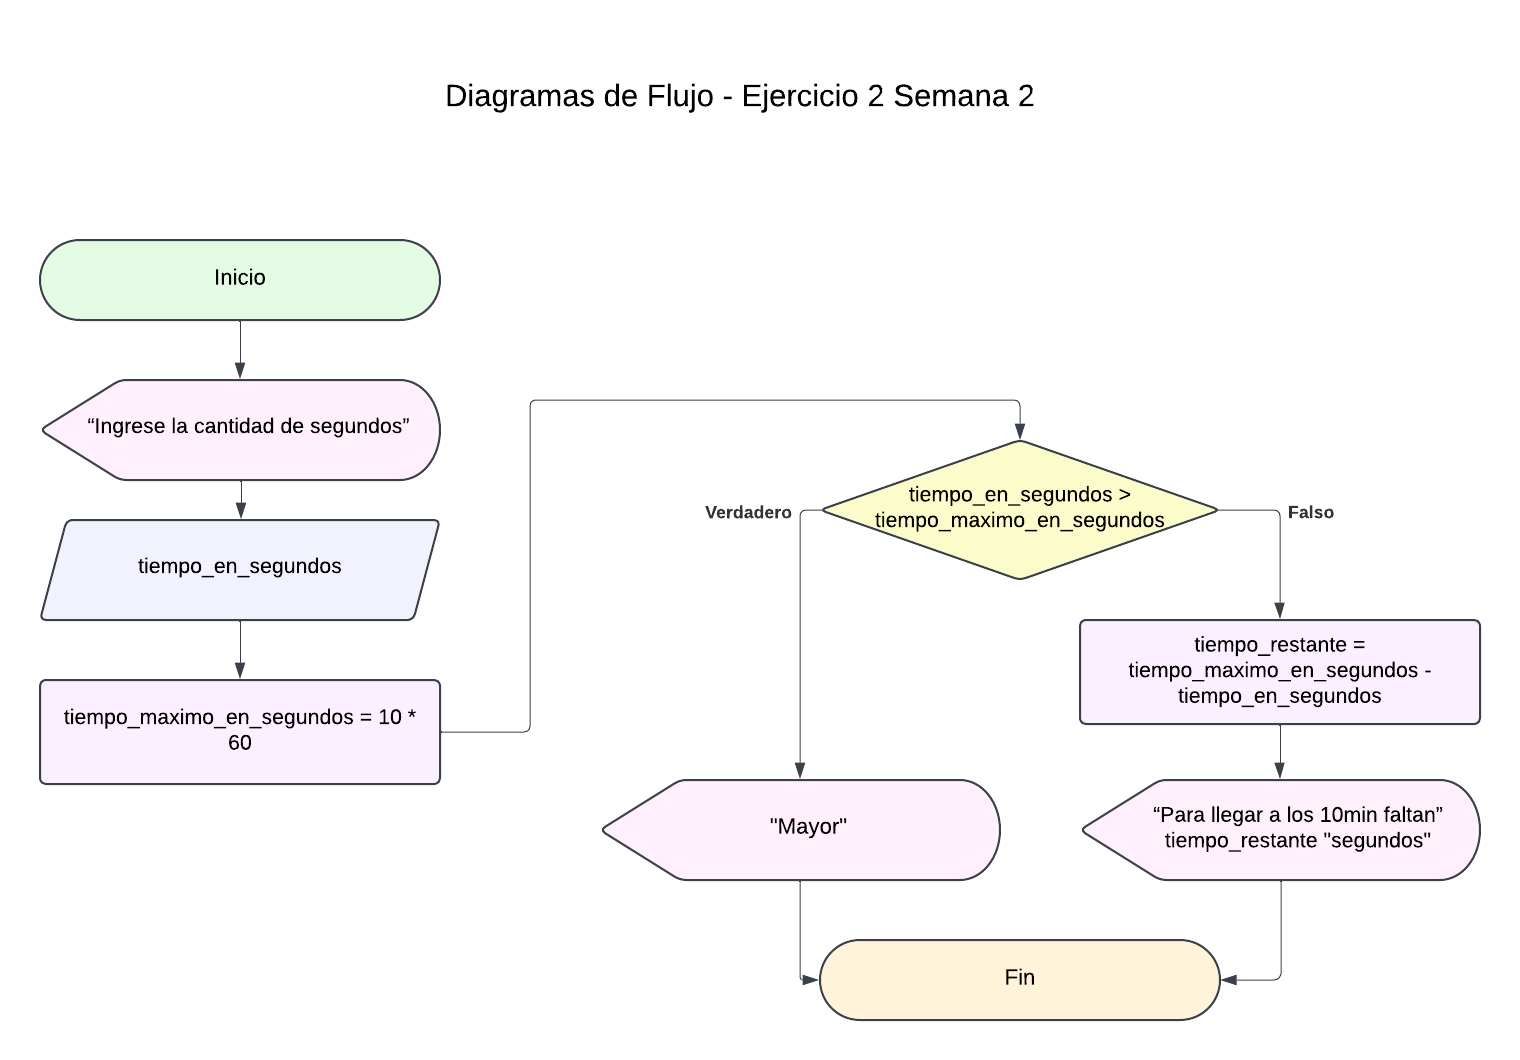 Diagramas de Flujo - Ejercicio 2 Semana 2
Inicio
“Ingrese la cantidad de segundos”
tiempo_en_segundos
tiempo_maximo_en_segundos = 10 *
60
tiempo_en_segundos >
tiempo_maximo_en_segundos
Verdadero
Falso
"Mayor"
tiempo_restante =
tiempo_maximo_en_segundos -
tiempo_en_segundos
“Para llegar a los 10min faltan”
tiempo_restante "segundos"
Fin